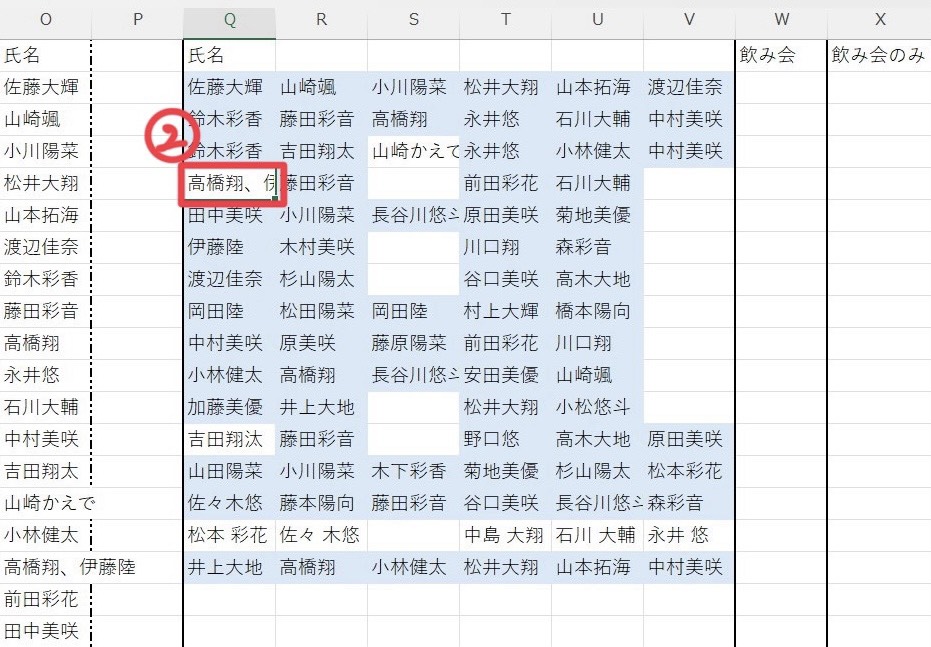 O P Q R S T U V W X
氏名 氏名 飲み会 飲み会のみ
佐藤大輝 佐藤大輝 山崎颯 小川陽菜 松井大翔 山本拓海 渡辺佳奈
山崎颯 鈴木彩香 藤田彩音 高橋翔 永井悠 石川大輔 中村美咲
②
小川陽菜 鈴木彩香 吉田翔太 山崎かえで 永井悠 小林健太 中村美咲
松井大翔 高橋翔、伊 藤田彩音 前田彩花 石川大輔
山本拓海 田中美咲 小川陽菜 長谷川悠 原田美咲 菊地美優
渡辺佳奈 伊藤陸 木村美咲 川口翔 森彩音
鈴木彩香 渡辺佳奈 杉山陽太 谷口美咲 高木大地
藤田彩音 岡田陸 松田陽菜 岡田陸 村上大輝 橋本陽向
高橋翔 中村美咲 原美咲 藤原陽菜 前田彩花 川口翔
永井悠 小林健太 高橋翔 長谷川悠 安田美優 山崎颯
石川大輔 加藤美優 井上大地 松井大翔 小松悠斗
中村美咲 吉田翔汰 藤田彩音 野口悠 高木大地 原田美咲
吉田翔太 山田陽菜 小川陽菜 木下彩香 菊地美優 杉山陽太 松本彩花
山崎かえで 佐々木悠 藤本陽向 藤田彩音 谷口美咲 長谷川悠 森彩音
小林健太 松本 彩花 佐々 木悠 中島 大翔 石川 大輔 永井 悠
高橋翔、伊藤陸 井上大地 高橋翔 小林健太 松井大翔 山本拓海 中村美咲
前田彩花
田中美咲